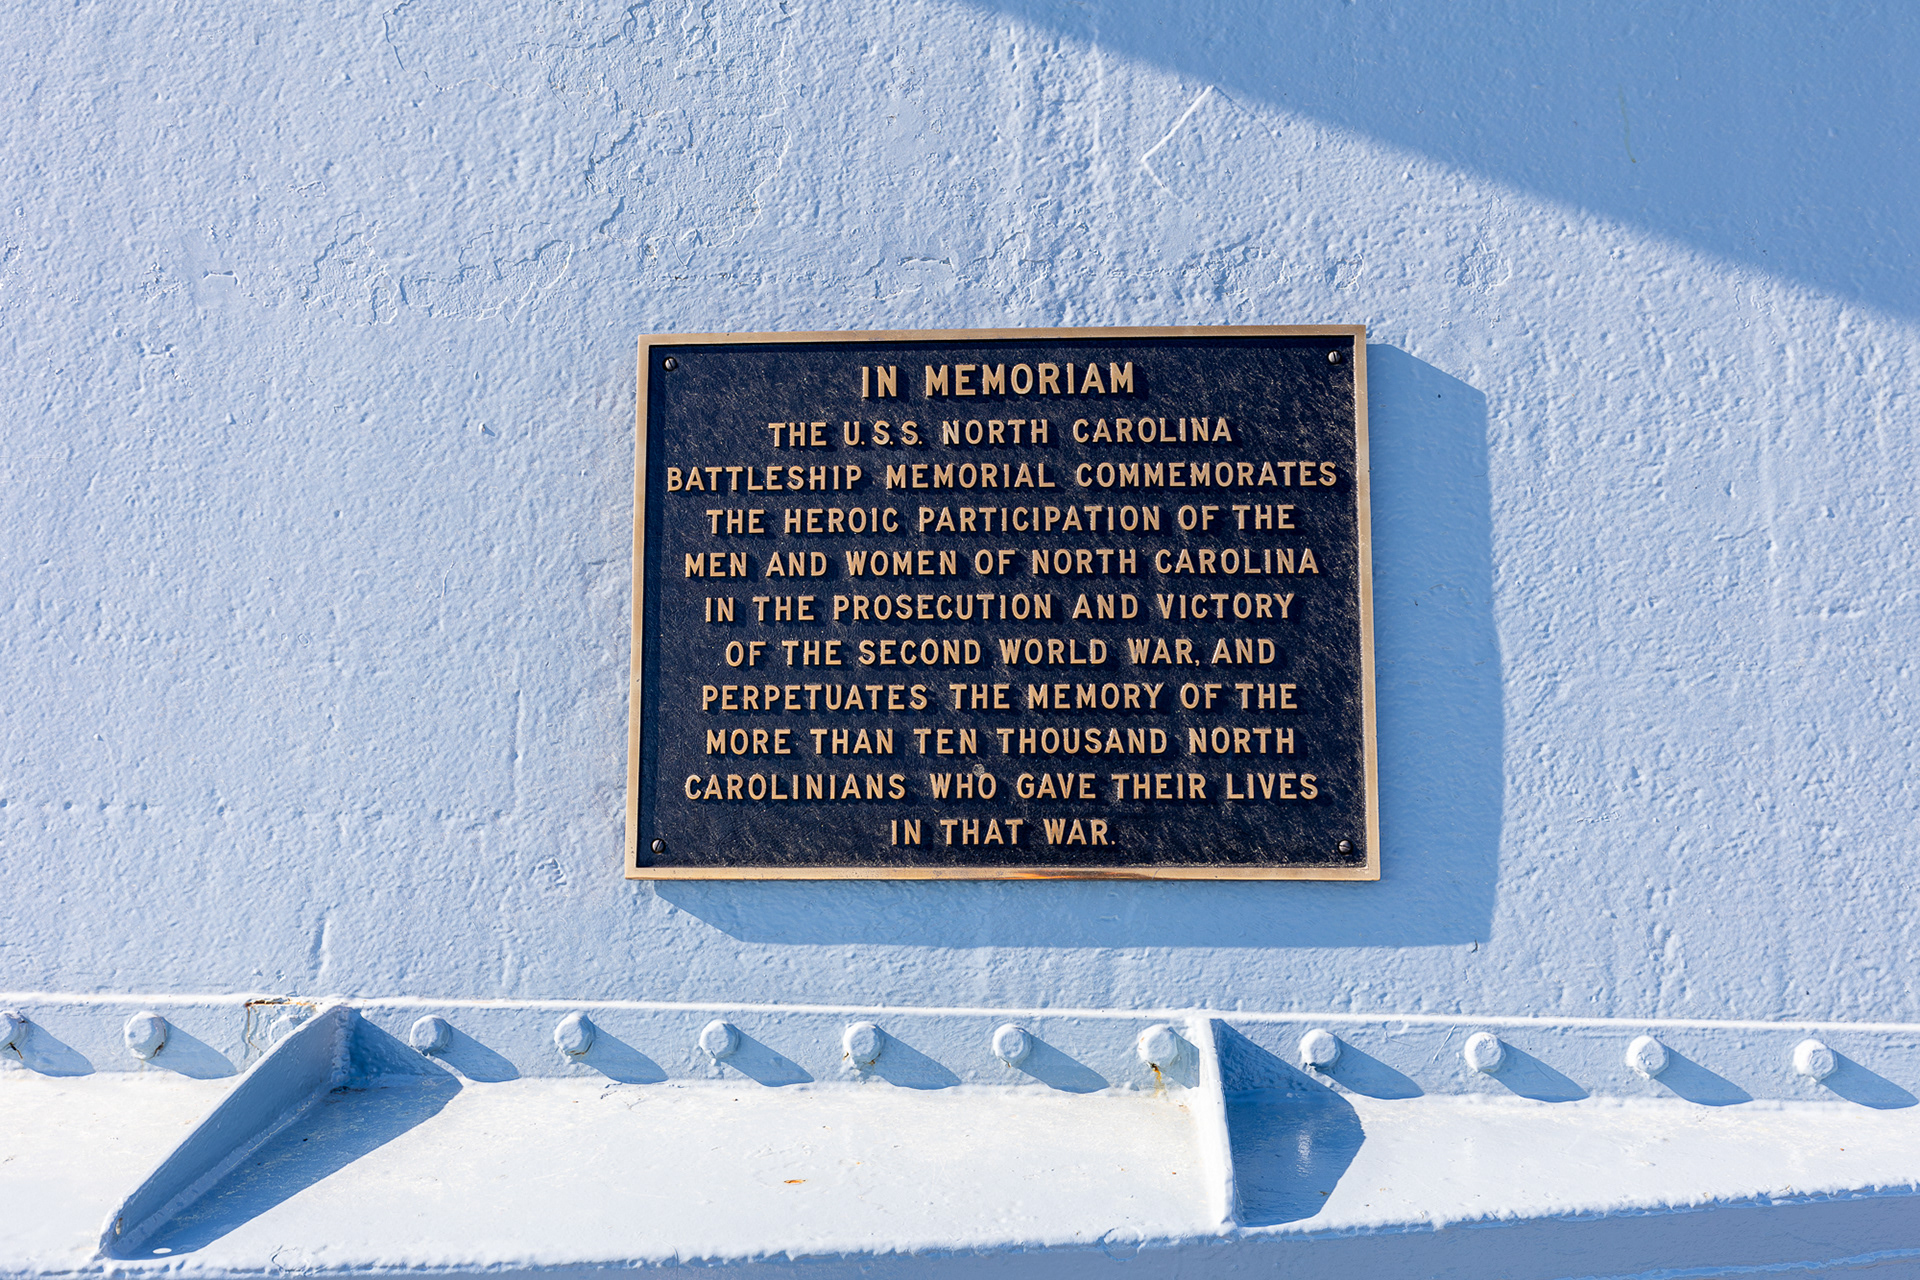 IN MEMORIAM
THE U.S.S. NORTH CAROLINA
BATTLESHIP MEMORIAL COMMEMORATES
THE HEROIC PARTICIPATION OF THE
MEN AND WOMEN OF NORTH CAROLINA
IN THE PROSECUTION AND VICTORY
OF THE SECOND WORLD WAR, AND
PERPETUATES THE MEMORY OF THE
MORE THAN TEN THOUSAND NORTH
CAROLINIANS WHO GAVE THEIR LIVES
IN THAT WAR.